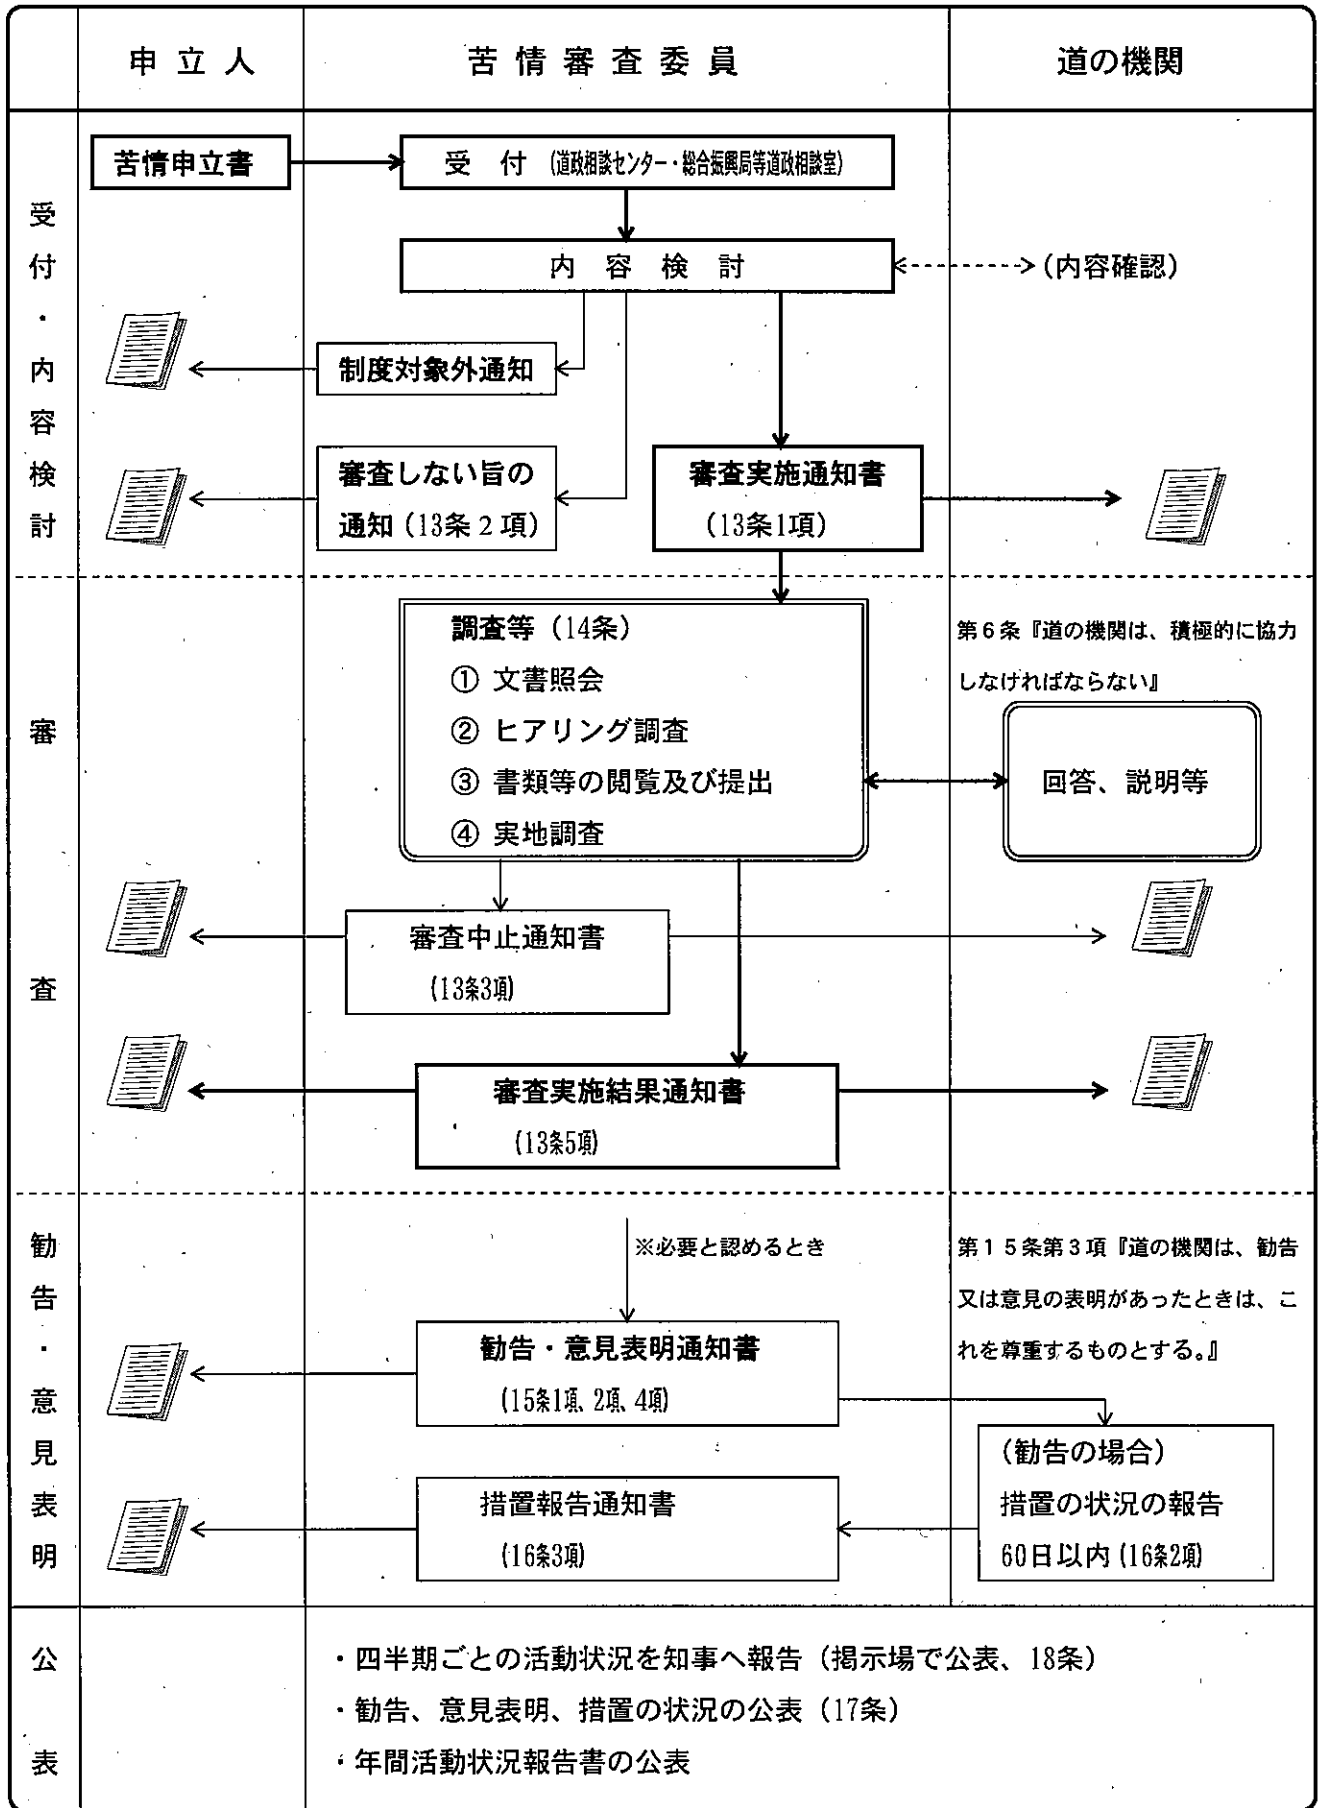 申立人
苦情審査委員
道の機関
受付・内容検討
苦情申立書
受　付（道政相談センター・総合振興局等道政相談室）
内　容　検　討
（内容確認）
制度対象外通知
審査しない旨の
通知（13条２項）
審査実施通知書
（13条1項）
審査
調査等（14条）
① 文書照会
② ヒアリング調査
③ 書類等の閲覧及び提出
④ 実地調査
第６条『道の機関は、積極的に協力
しなければならない』
回答、説明等
審査中止通知書
（13条3項）
審査実施結果通知書
（13条5項）
勧告・意見表明
※必要と認めるとき
第１５条第３項『道の機関は、勧告
又は意見の表明があったときは、こ
れを尊重するものとする。』
勧告・意見表明通知書
（15条1項、2項、4項）
（勧告の場合）
措置の状況の報告
60日以内（16条2項）
措置報告通知書
（16条3項）
公表
・四半期ごとの活動状況を知事へ報告（掲示場で公表、18条）
・勧告、意見表明、措置の状況の公表（17条）
・年間活動状況報告書の公表